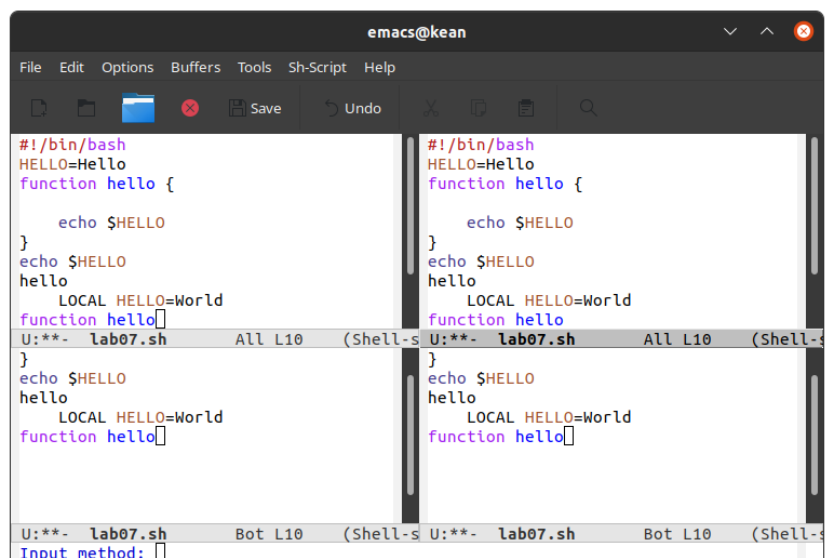 emacs@kean
File Edit Options Buffers Tools Sh-Script Help
Save Undo
#!/bin/bash
HELLO=Hello
function hello {
    echo $HELLO
}
echo $HELLO
hello
    LOCAL HELLO=World
function hello
U:**-  lab07.sh       All L10    (Shell-s
#!/bin/bash
HELLO=Hello
function hello {
    echo $HELLO
}
echo $HELLO
hello
    LOCAL HELLO=World
function hello
U:**-  lab07.sh       All L10    (Shell-s
}
echo $HELLO
hello
    LOCAL HELLO=World
function hello
U:**-  lab07.sh       Bot L10    (Shell-s
}
echo $HELLO
hello
    LOCAL HELLO=World
function hello
U:**-  lab07.sh       Bot L10    (Shell-s
Input method: